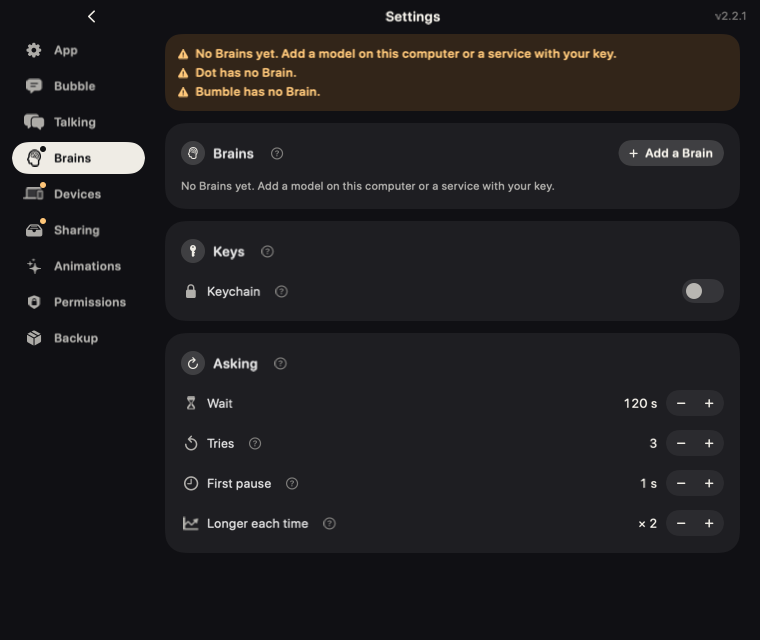 Settings
v2.2.1
App
Bubble
Talking
Brains
Devices
Sharing
Animations
Permissions
Backup
No Brains yet. Add a model on this computer or a service with your key.
Dot has no Brain.
Bumble has no Brain.
Brains ?
+ Add a Brain
No Brains yet. Add a model on this computer or a service with your key.
Keys ?
Keychain ?
Asking ?
Wait 120 s − +
Tries ? 3 − +
First pause ? 1 s − +
Longer each time ? × 2 − +